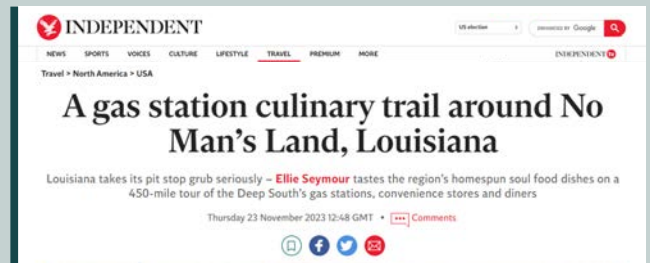 INDEPENDENT
US election
ENHANCED BY Google
NEWS SPORTS VOICES CULTURE LIFESTYLE TRAVEL PREMIUM MORE
INDEPENDENT tv
Travel > North America > USA
A gas station culinary trail around No
Man's Land, Louisiana
Louisiana takes its pit stop grub seriously – Ellie Seymour tastes the region's homespun soul food dishes on a
450-mile tour of the Deep South's gas stations, convenience stores and diners
Thursday 23 November 2023 12:48 GMT • Comments